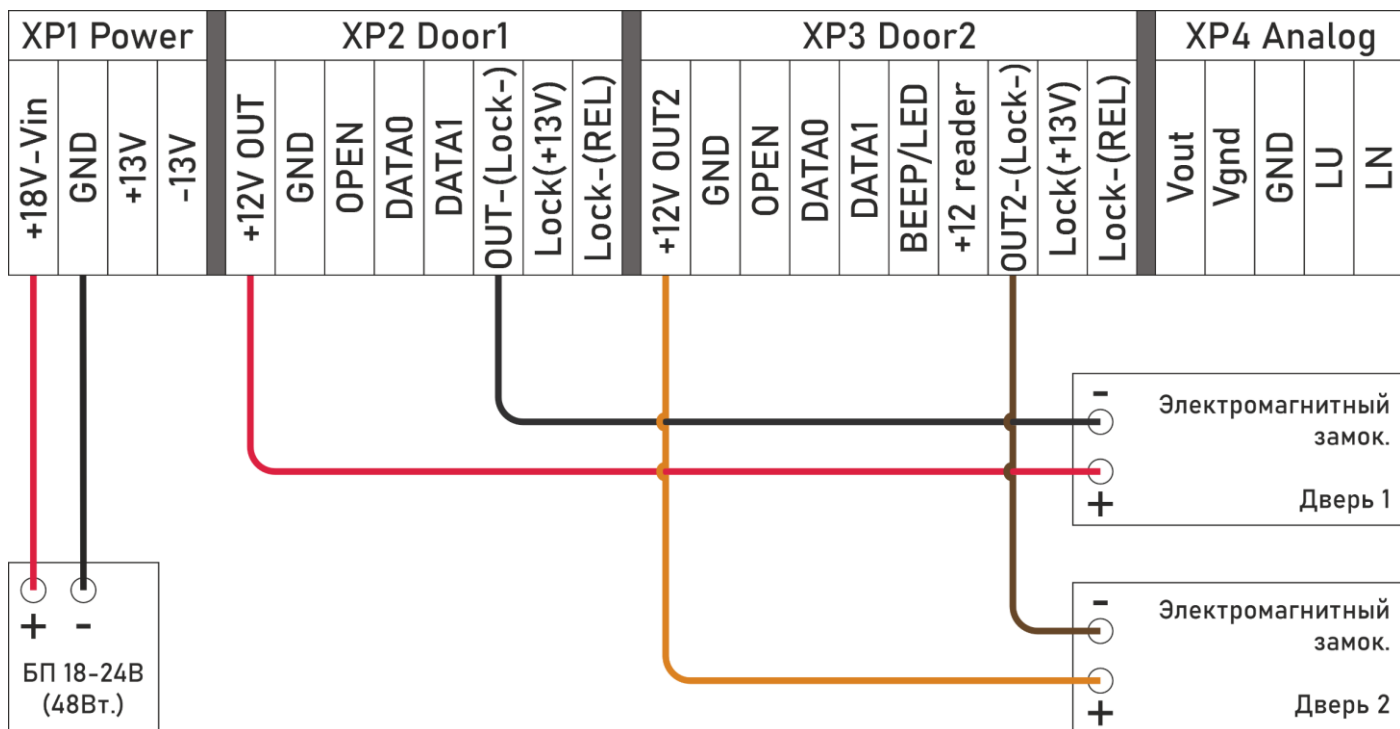 XP1 Power
XP2 Door1
XP3 Door2
XP4 Analog
+18V-Vin
GND
+13V
-13V
+12V OUT
GND
OPEN
DATA0
DATA1
OUT-(Lock-)
Lock(+13V)
Lock-(REL)
+12V OUT2
GND
OPEN
DATA0
DATA1
BEEP/LED
+12 reader
OUT2-(Lock-)
Lock(+13V)
Lock-(REL)
Vout
Vgnd
GND
LU
LN
-
Электромагнитный
замок.
+
Дверь 1
-
Электромагнитный
замок.
+
Дверь 2
+ -
БП 18-24В
(48Вт.)